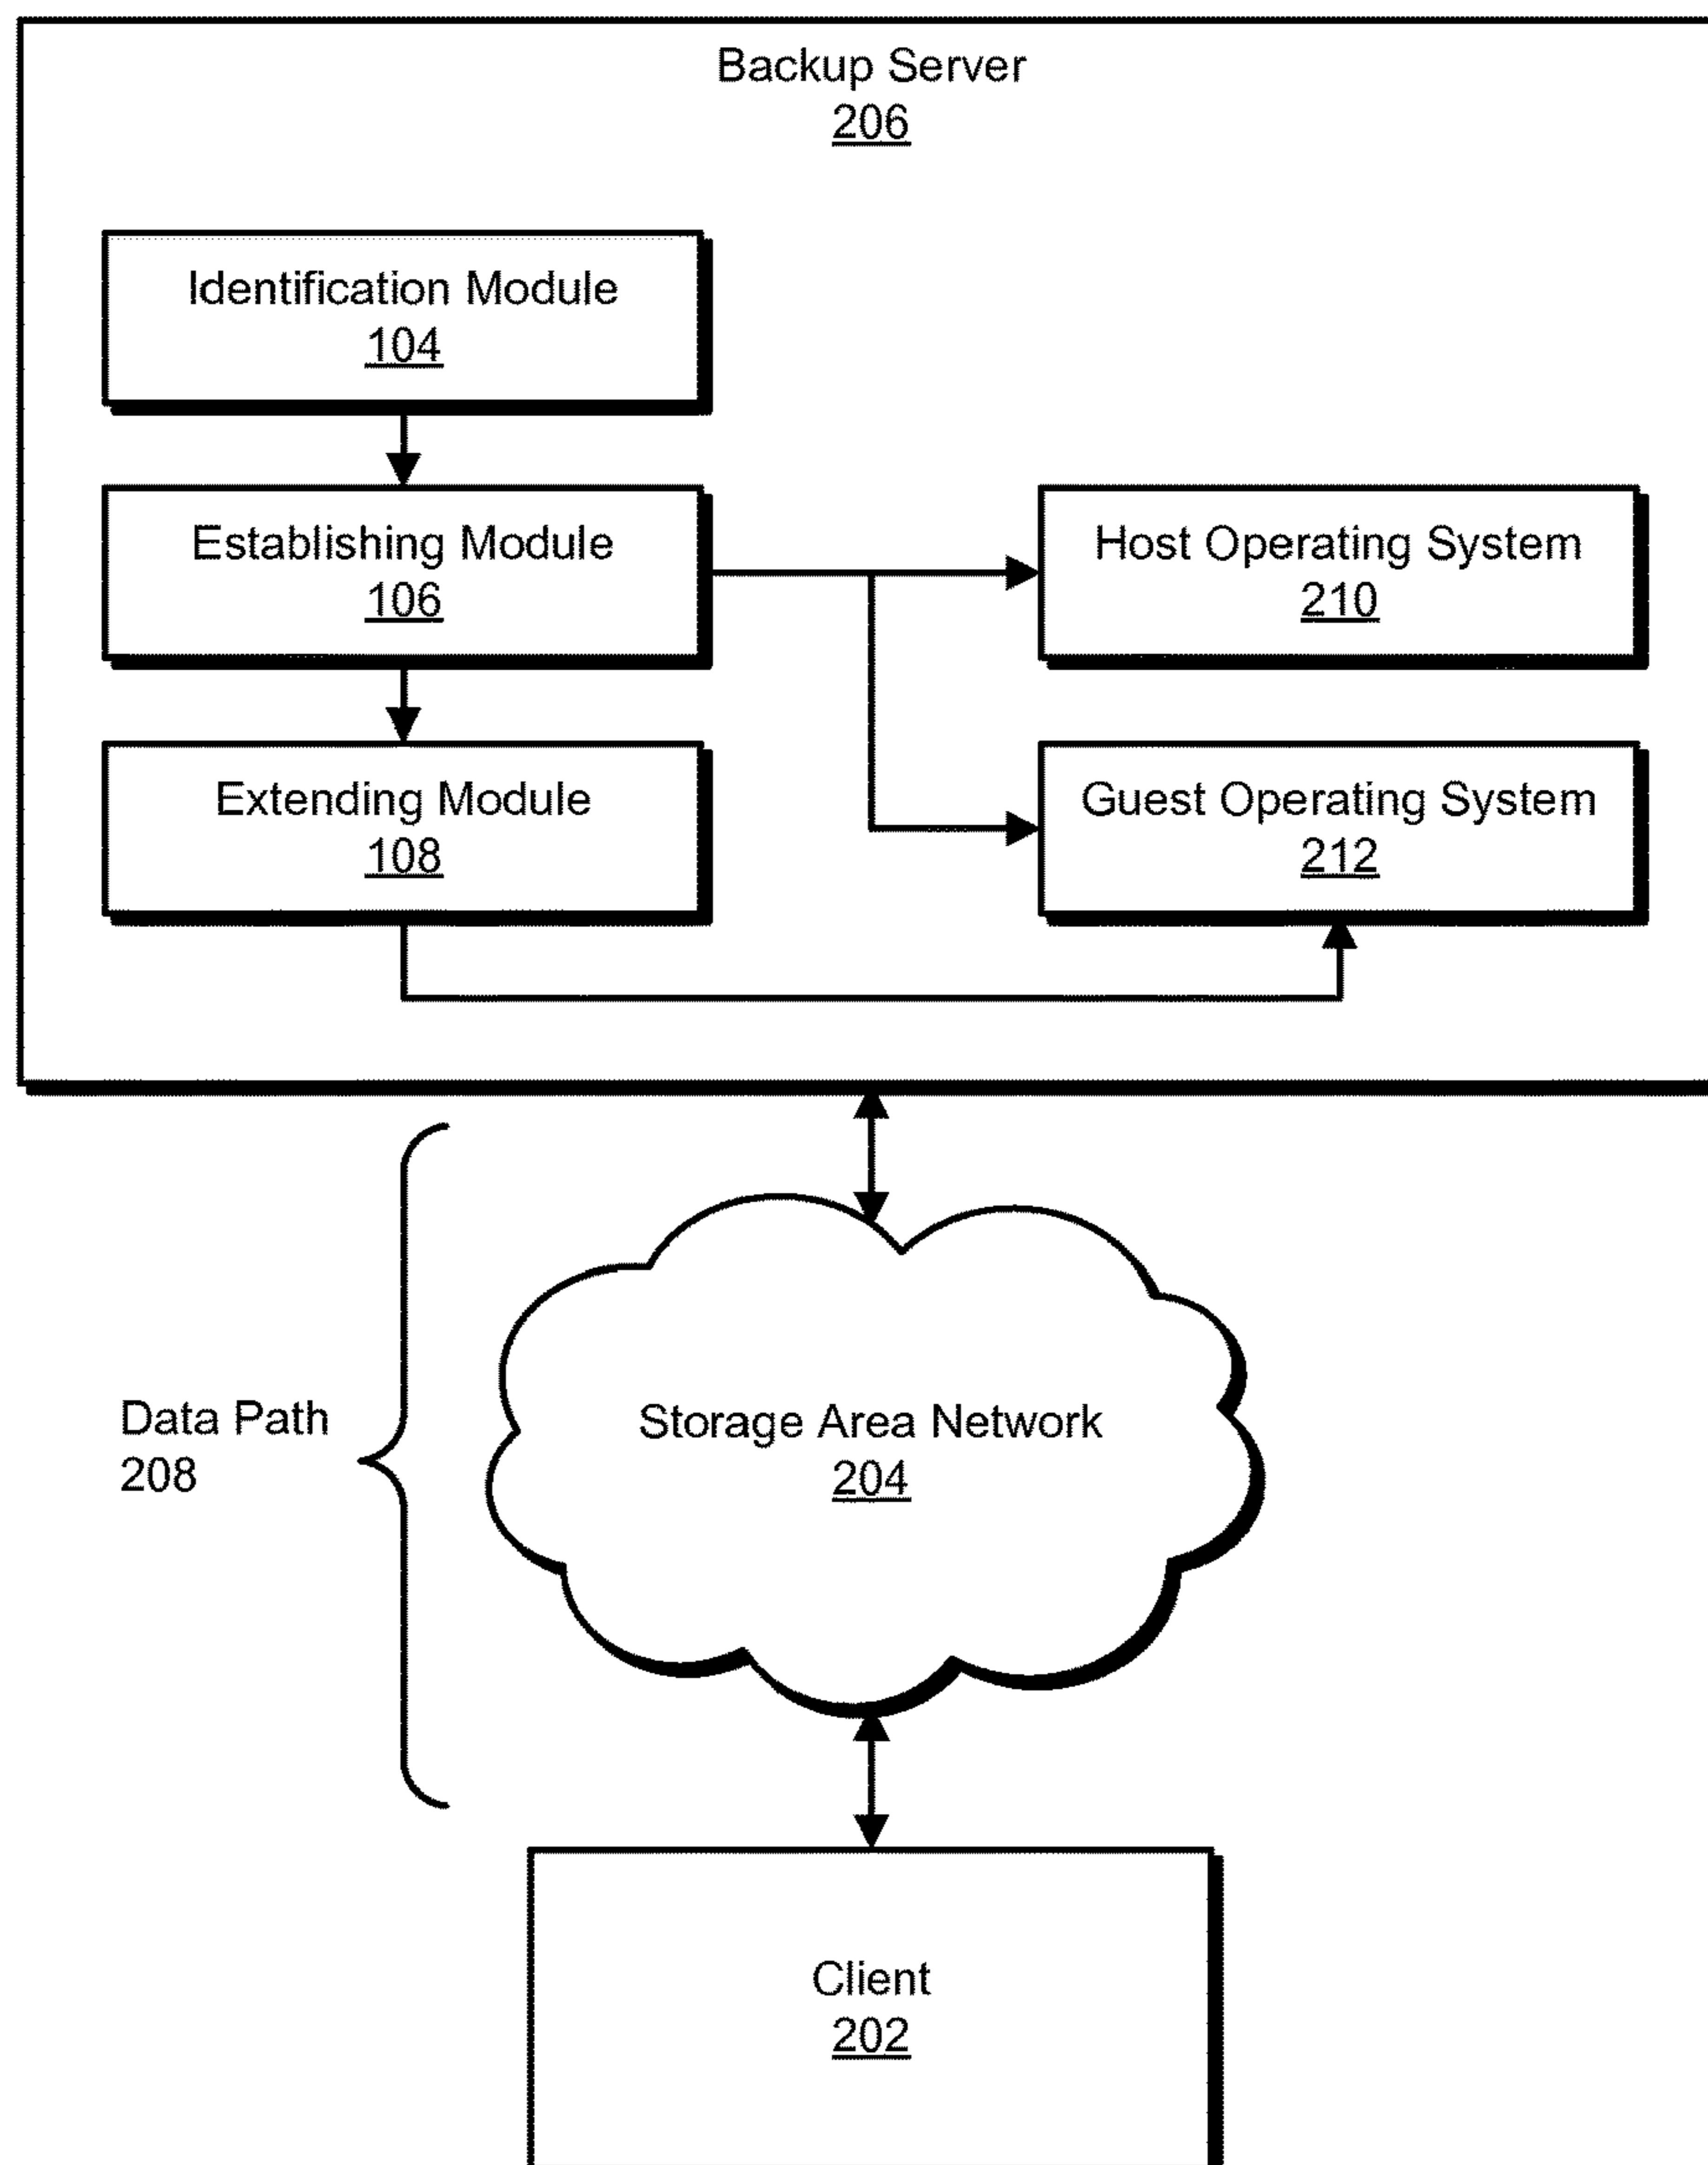 Backup Server
206
Identification Module
104
Establishing Module
106
Host Operating System
210
Extending Module
108
Guest Operating System
212
Data Path
208
Storage Area Network
204
Client
202